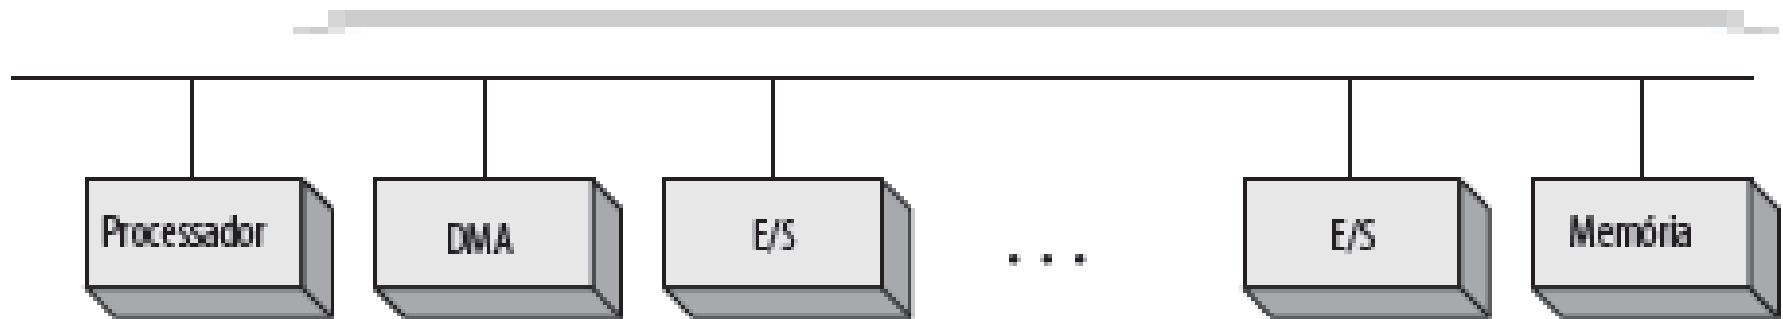 Processador
DMA
E/S
. . .
E/S
Memória